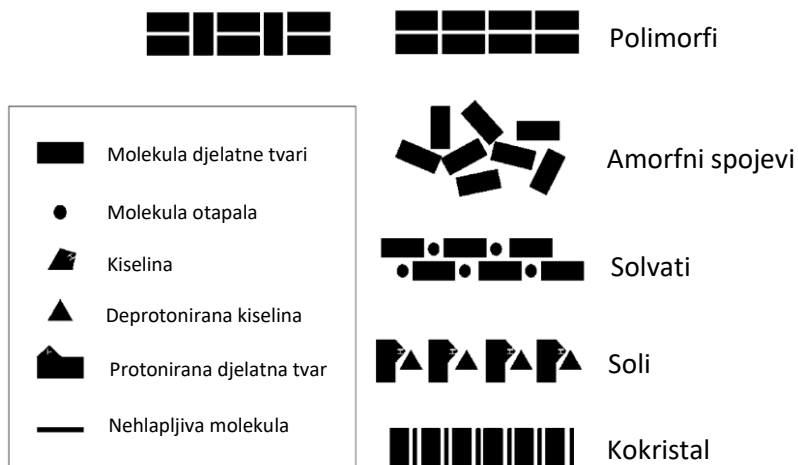 Polimorfi
Amorfni spojevi
Solvati
Soli
Kokristal
Molekula djelatne tvari
Molekula otapala
Kiselina
Deprotonirana kiselina
Protonirana djelatna tvar
Nehlapljiva molekula